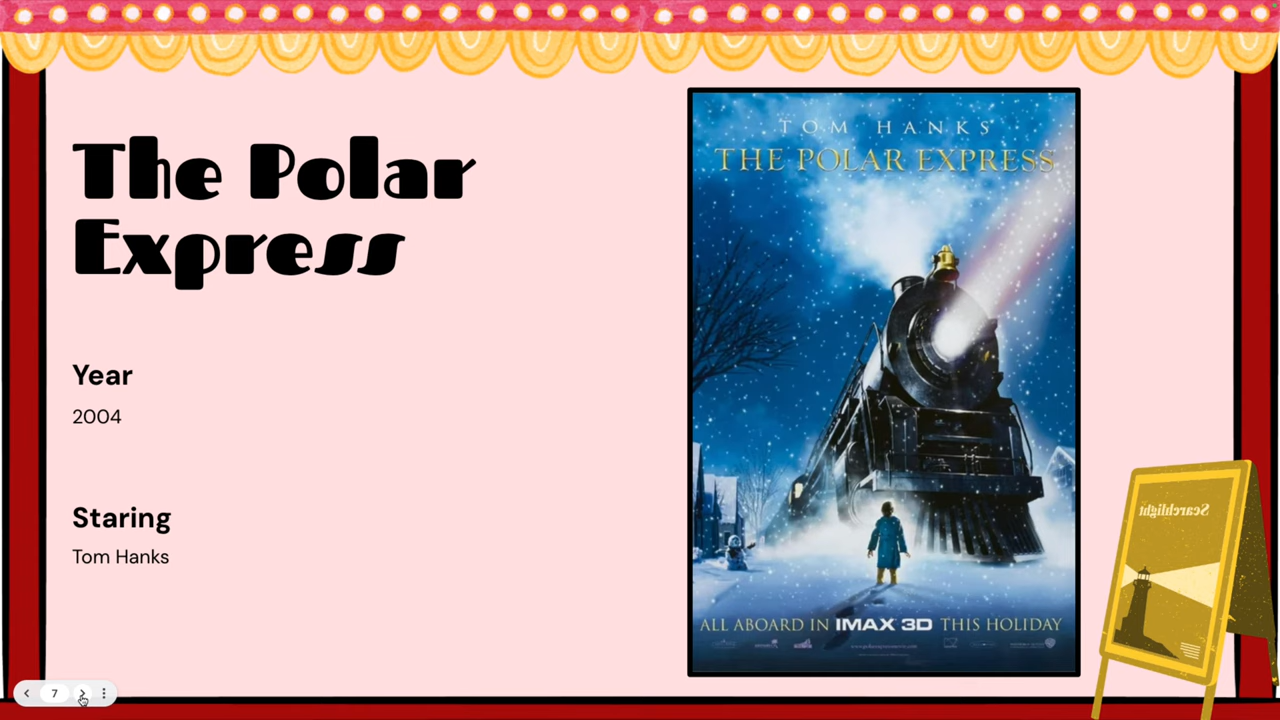 The Polar
Express
Year
2004
Staring
Tom Hanks
TOM HANKS
THE POLAR EXPRESS
ALL ABOARD IN IMAX 3D THIS HOLIDAY
Searchlight
7